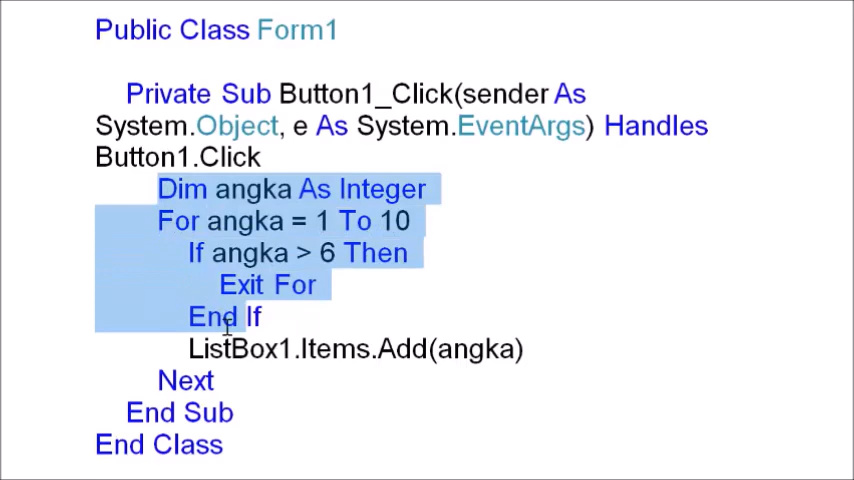 Public Class Form1
Private Sub Button1_Click(sender As
System.Object, e As System.EventArgs) Handles
Button1.Click
Dim angka As Integer
For angka = 1 To 10
If angka > 6 Then
Exit For
End If
ListBox1.Items.Add(angka)
Next
End Sub
End Class